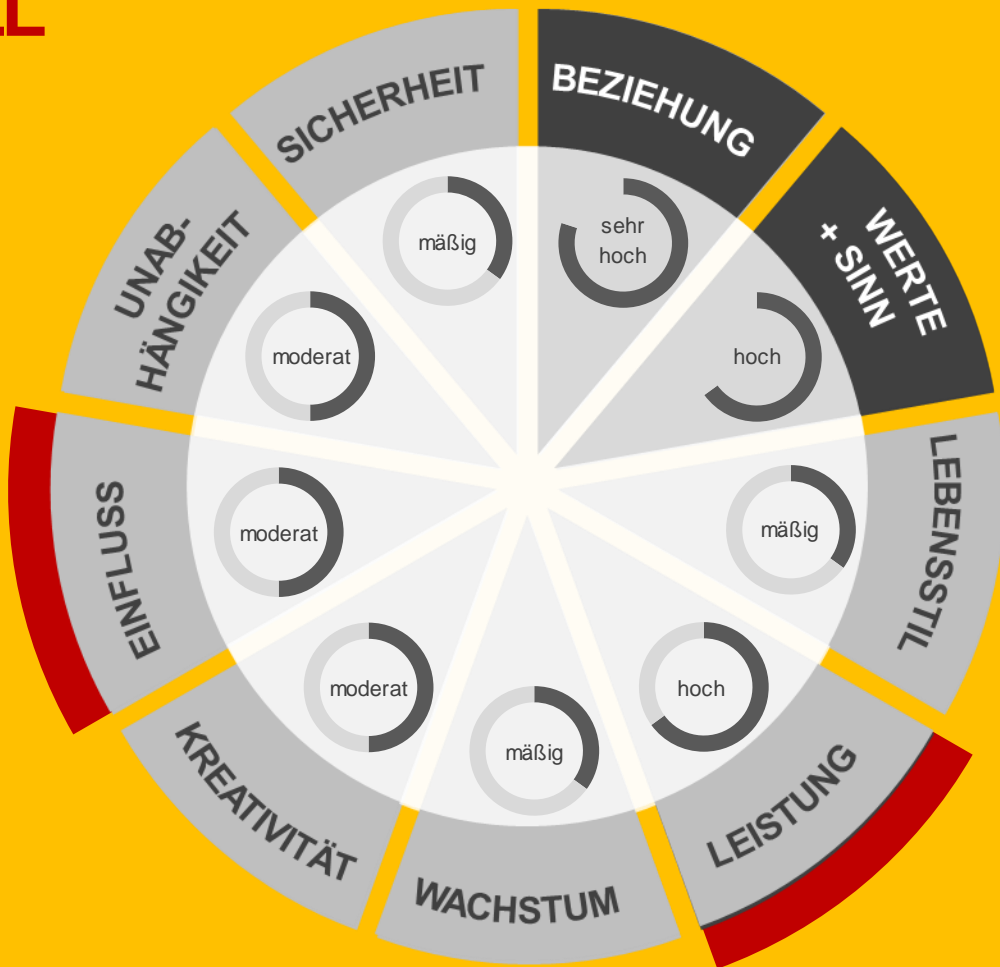 SICHERHEIT
mäßig
BEZIEHUNG
sehr
hoch
WERTE
+ SINN
hoch
LEBENSSTIL
mäßig
LEISTUNG
hoch
WACHSTUM
mäßig
KREATIVITÄT
moderat
EINFLUSS
moderat
UNAB-
HÄNGIKEIT
moderat